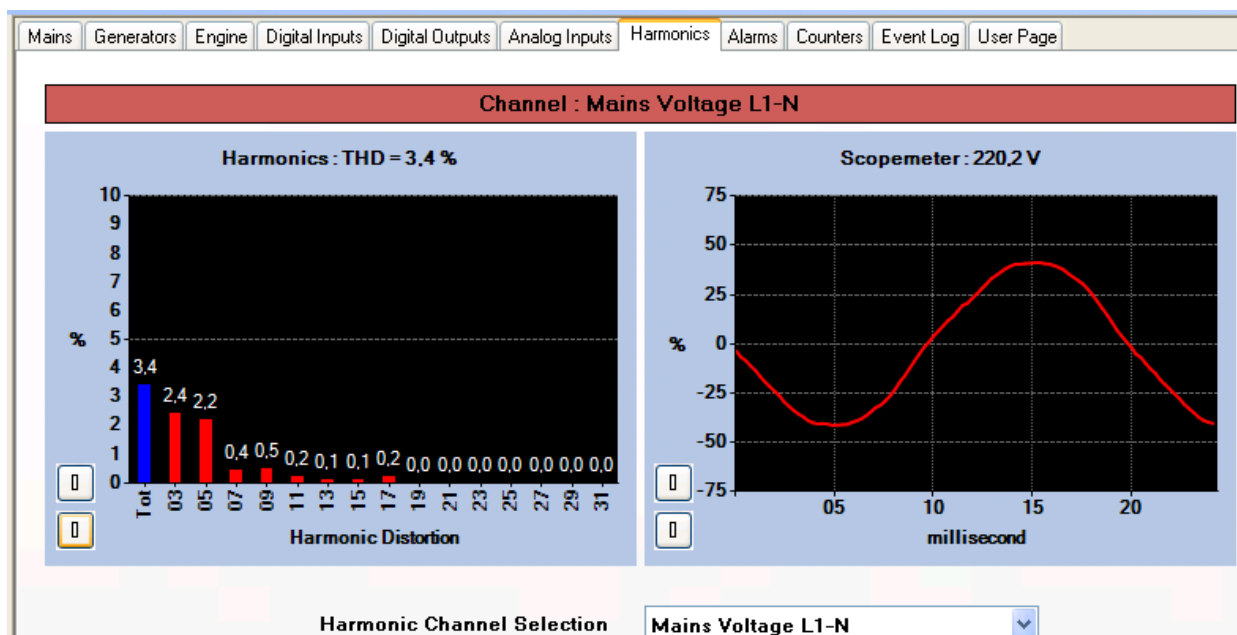 Mains Generators Engine Digital Inputs Digital Outputs Analog Inputs Harmonics Alarms Counters Event Log User Page
Channel : Mains Voltage L1-N
Harmonics : THD = 3,4 %
10
9
8
7
6
5
4
3
2
1
0
%
3,4 2,4 2,2 0,4 0,5 0,2 0,1 0,1 0,2 0,0 0,0 0,0 0,0 0,0 0,0 0,0
Tot 03 05 07 09 11 13 15 17 19 21 23 25 27 29 31
Harmonic Distortion
Scopemeter : 220,2 V
75
50
25
0
-25
-50
-75
%
05 10 15 20
millisecond
Harmonic Channel Selection Mains Voltage L1-N